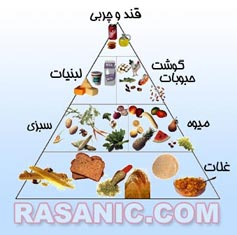 قند و چربی
گوشت
حبوبات
لبنیات
میوه
سبزی
غلات
RASANIC.COM